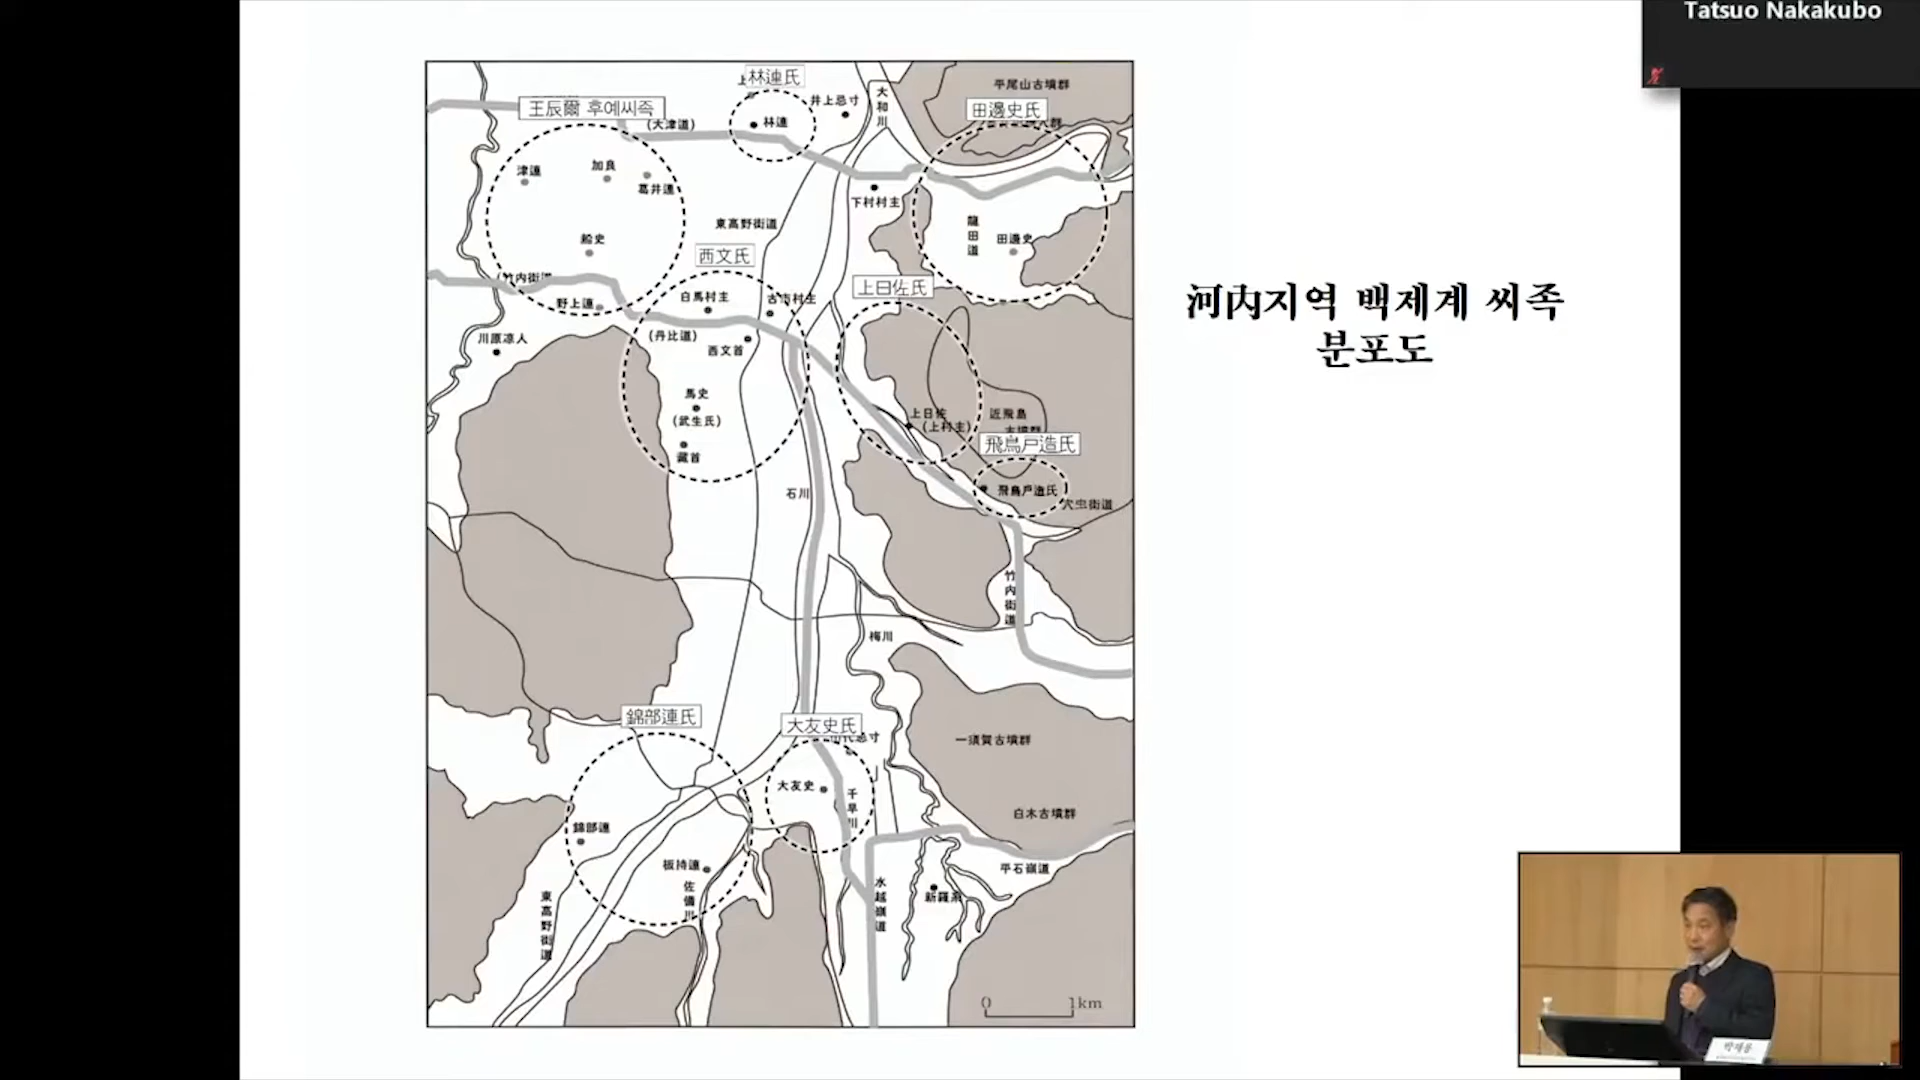 Tatsuo Nakakubo
林連氏
平尾山古墳群
王辰爾 후예씨족
井上忌寸
大和川
田邊史氏
(大津道)
林連
津連
加良
葛井連
下村村主
船史
東高野街道
龍田道
田邊史
西文氏
上曰佐氏
野上連
白馬村主
古市村主
河內지역 백제계 씨족
분포도
川原凉人
(丹比道)
西文首
馬史
(武生氏)
上日佐
(上村主)
近飛鳥
藏首
飛鳥戸造氏
飛鳥戸造氏
石川
穴虫街道
竹内街道
梅川
錦部連氏
大友史氏
一須賀古墳群
大友史
千早川
白木古墳群
錦部連
板持連
佐備川
平石嶺道
東高野街道
水越嶺道
0 1km